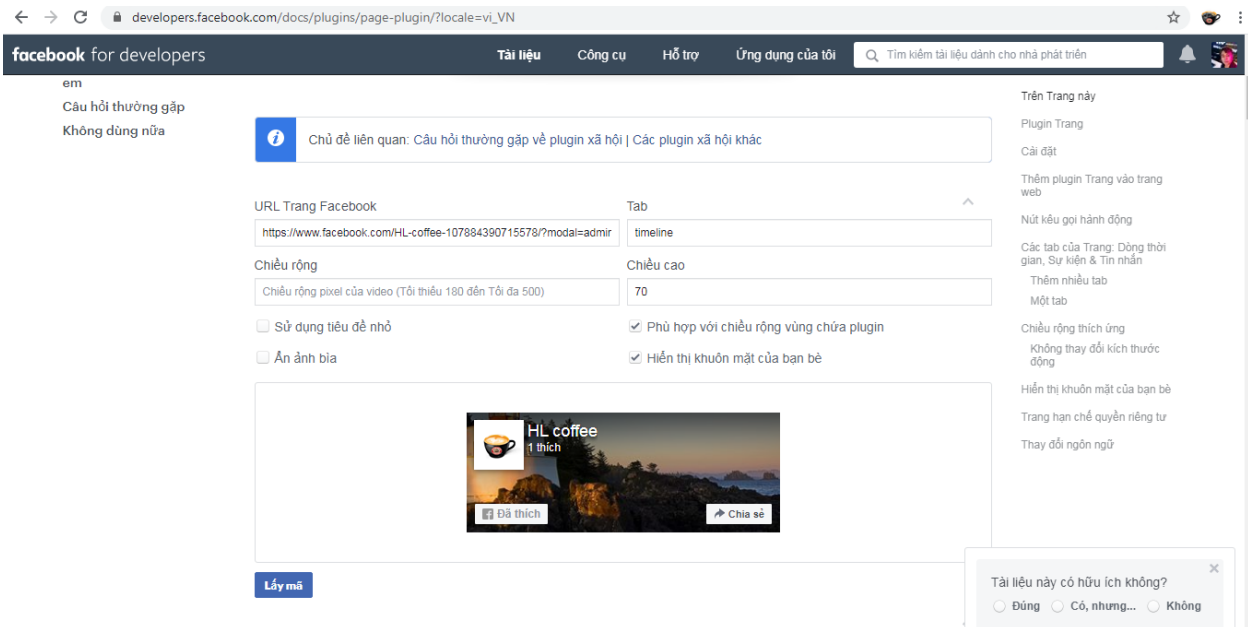 developers.facebook.com/docs/plugins/page-plugin/?locale=vi_VN
facebook for developers
Tài liệu
Công cụ
Hỗ trợ
Ứng dụng của tôi
Tìm kiếm tài liệu dành cho nhà phát triển
em
Câu hỏi thường gặp
Không dùng nữa
Chủ đề liên quan: Câu hỏi thường gặp về plugin xã hội | Các plugin xã hội khác
URL Trang Facebook
Tab
https://www.facebook.com/HL-coffee-107884390715578/?modal=admir
timeline
Chiều rộng
Chiều cao
Chiều rộng pixel của video (Tối thiểu 180 đến Tối đa 500)
70
Sử dụng tiêu đề nhỏ
Phù hợp với chiều rộng vùng chứa plugin
Ẩn ảnh bìa
Hiển thị khuôn mặt của bạn bè
HL coffee
1 thích
Đã thích
Chia sẻ
Lấy mã
Trên Trang này
Plugin Trang
Cài đặt
Thêm plugin Trang vào trang
web
Nút kêu gọi hành động
Các tab của Trang: Dòng thời
gian, Sự kiện & Tin nhắn
Thêm nhiều tab
Một tab
Chiều rộng thích ứng
Không thay đổi kích thước
động
Hiển thị khuôn mặt của bạn bè
Trang hạn chế quyền riêng tư
Thay đổi ngôn ngữ
Tài liệu này có hữu ích không?
Đúng
Có, nhưng...
Không